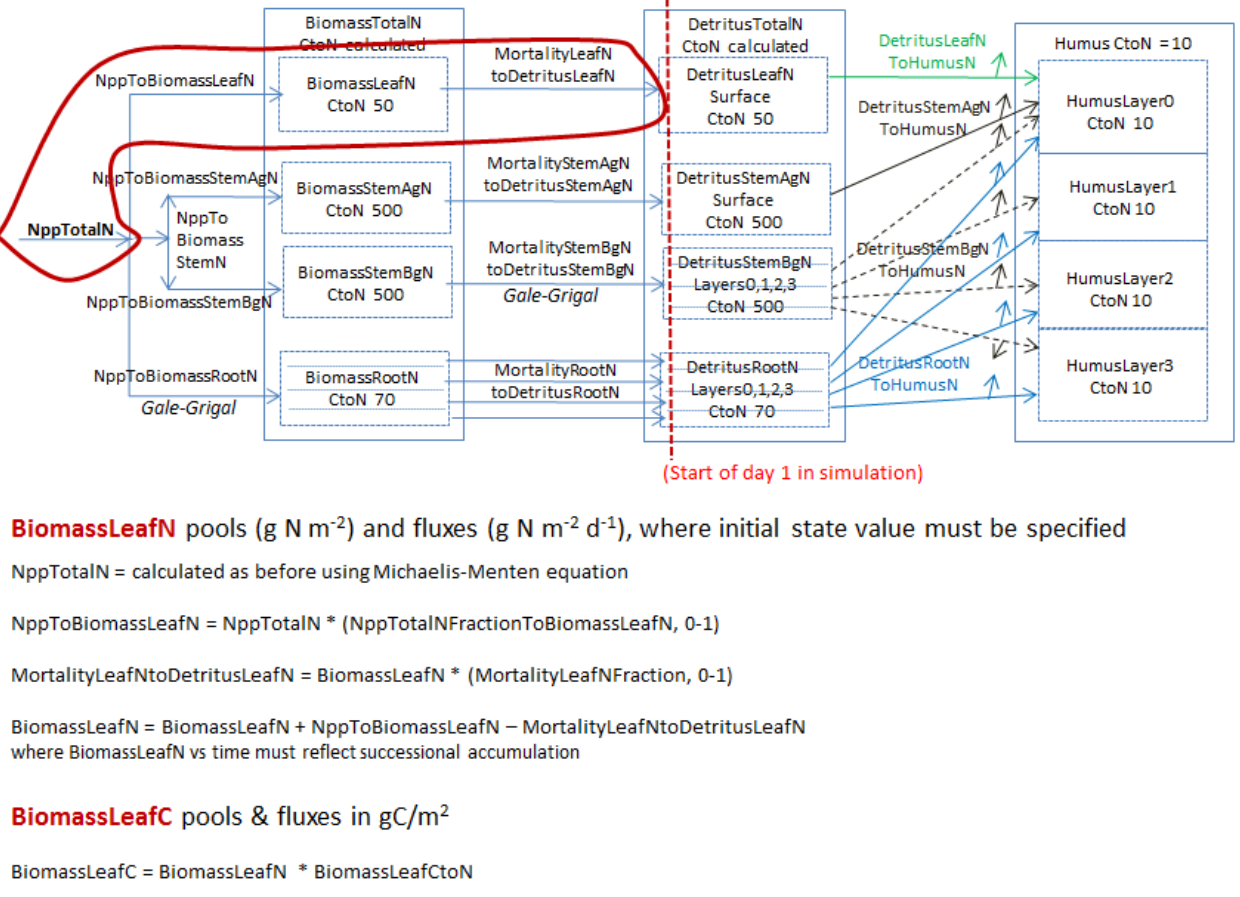 BiomassTotalN
CtoN calculated
NppToBiomassLeafN
BiomassLeafN
CtoN 50
MortalityLeafN
toDetritusLeafN
DetritusTotalN
CtoN calculated
DetritusLeafN
Surface
CtoN 50
DetritusLeafN
ToHumusN
Humus CtoN = 10
HumusLayer0
CtoN 10
DetritusStemAgN
ToHumusN
NppToBiomassStemAgN
BiomassStemAgN
CtoN 500
MortalityStemAgN
toDetritusStemAgN
DetritusStemAgN
Surface
CtoN 500
HumusLayer1
CtoN 10
NppTotalN
NppTo
Biomass
StemN
NppToBiomassStemBgN
BiomassStemBgN
CtoN 500
MortalityStemBgN
toDetritusStemBgN
Gale-Grigal
DetritusStemBgN
Layers0,1,2,3
CtoN 500
DetritusStemBgN
ToHumusN
HumusLayer2
CtoN 10
NppToBiomassRootN
Gale-Grigal
BiomassRootN
CtoN 70
MortalityRootN
toDetritusRootN
DetritusRootN
Layers0,1,2,3
CtoN 70
DetritusRootN
ToHumusN
HumusLayer3
CtoN 10
(Start of day 1 in simulation)
BiomassLeafN pools (g N m-2) and fluxes (g N m-2 d-1), where initial state value must be specified
NppTotalN = calculated as before using Michaelis-Menten equation
NppToBiomassLeafN = NppTotalN * (NppTotalNFractionToBiomassLeafN, 0-1)
MortalityLeafNtoDetritusLeafN = BiomassLeafN * (MortalityLeafNFraction, 0-1)
BiomassLeafN = BiomassLeafN + NppToBiomassLeafN – MortalityLeafNtoDetritusLeafN
where BiomassLeafN vs time must reflect successional accumulation
BiomassLeafC pools & fluxes in gC/m2
BiomassLeafC = BiomassLeafN * BiomassLeafCtoN